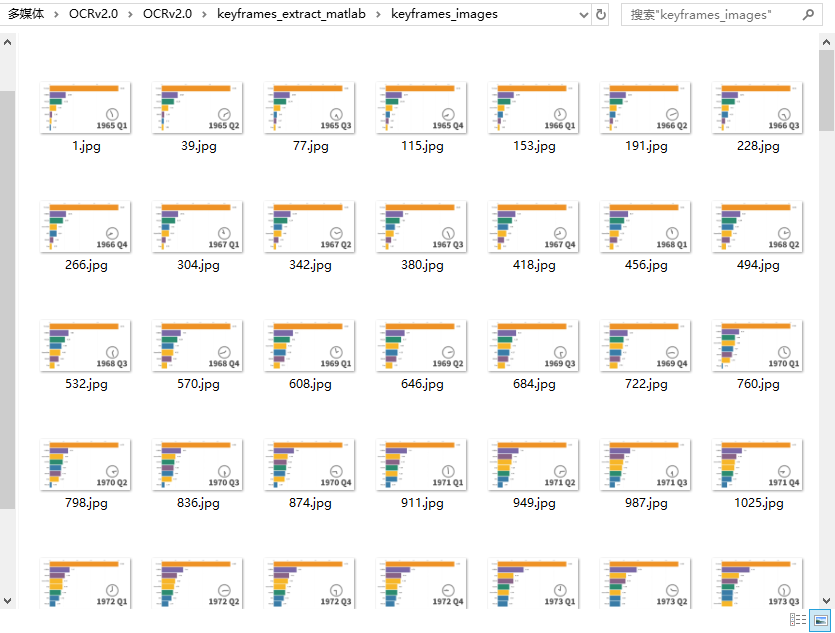 多媒体 > OCRv2.0 > OCRv2.0 > keyframes_extract_matlab > keyframes_images
搜索"keyframes_images"
1965 Q1 1965 Q2 1965 Q3 1965 Q4 1966 Q1 1966 Q2 1966 Q3
1.jpg 39.jpg 77.jpg 115.jpg 153.jpg 191.jpg 228.jpg
1966 Q4 1967 Q1 1967 Q2 1967 Q3 1967 Q4 1968 Q1 1968 Q2
266.jpg 304.jpg 342.jpg 380.jpg 418.jpg 456.jpg 494.jpg
1968 Q3 1968 Q4 1969 Q1 1969 Q2 1969 Q3 1969 Q4 1970 Q1
532.jpg 570.jpg 608.jpg 646.jpg 684.jpg 722.jpg 760.jpg
1970 Q2 1970 Q3 1970 Q4 1971 Q1 1971 Q2 1971 Q3 1971 Q4
798.jpg 836.jpg 874.jpg 911.jpg 949.jpg 987.jpg 1025.jpg
1972 Q1 1972 Q2 1972 Q3 1972 Q4 1973 Q1 1973 Q2 1973 Q3